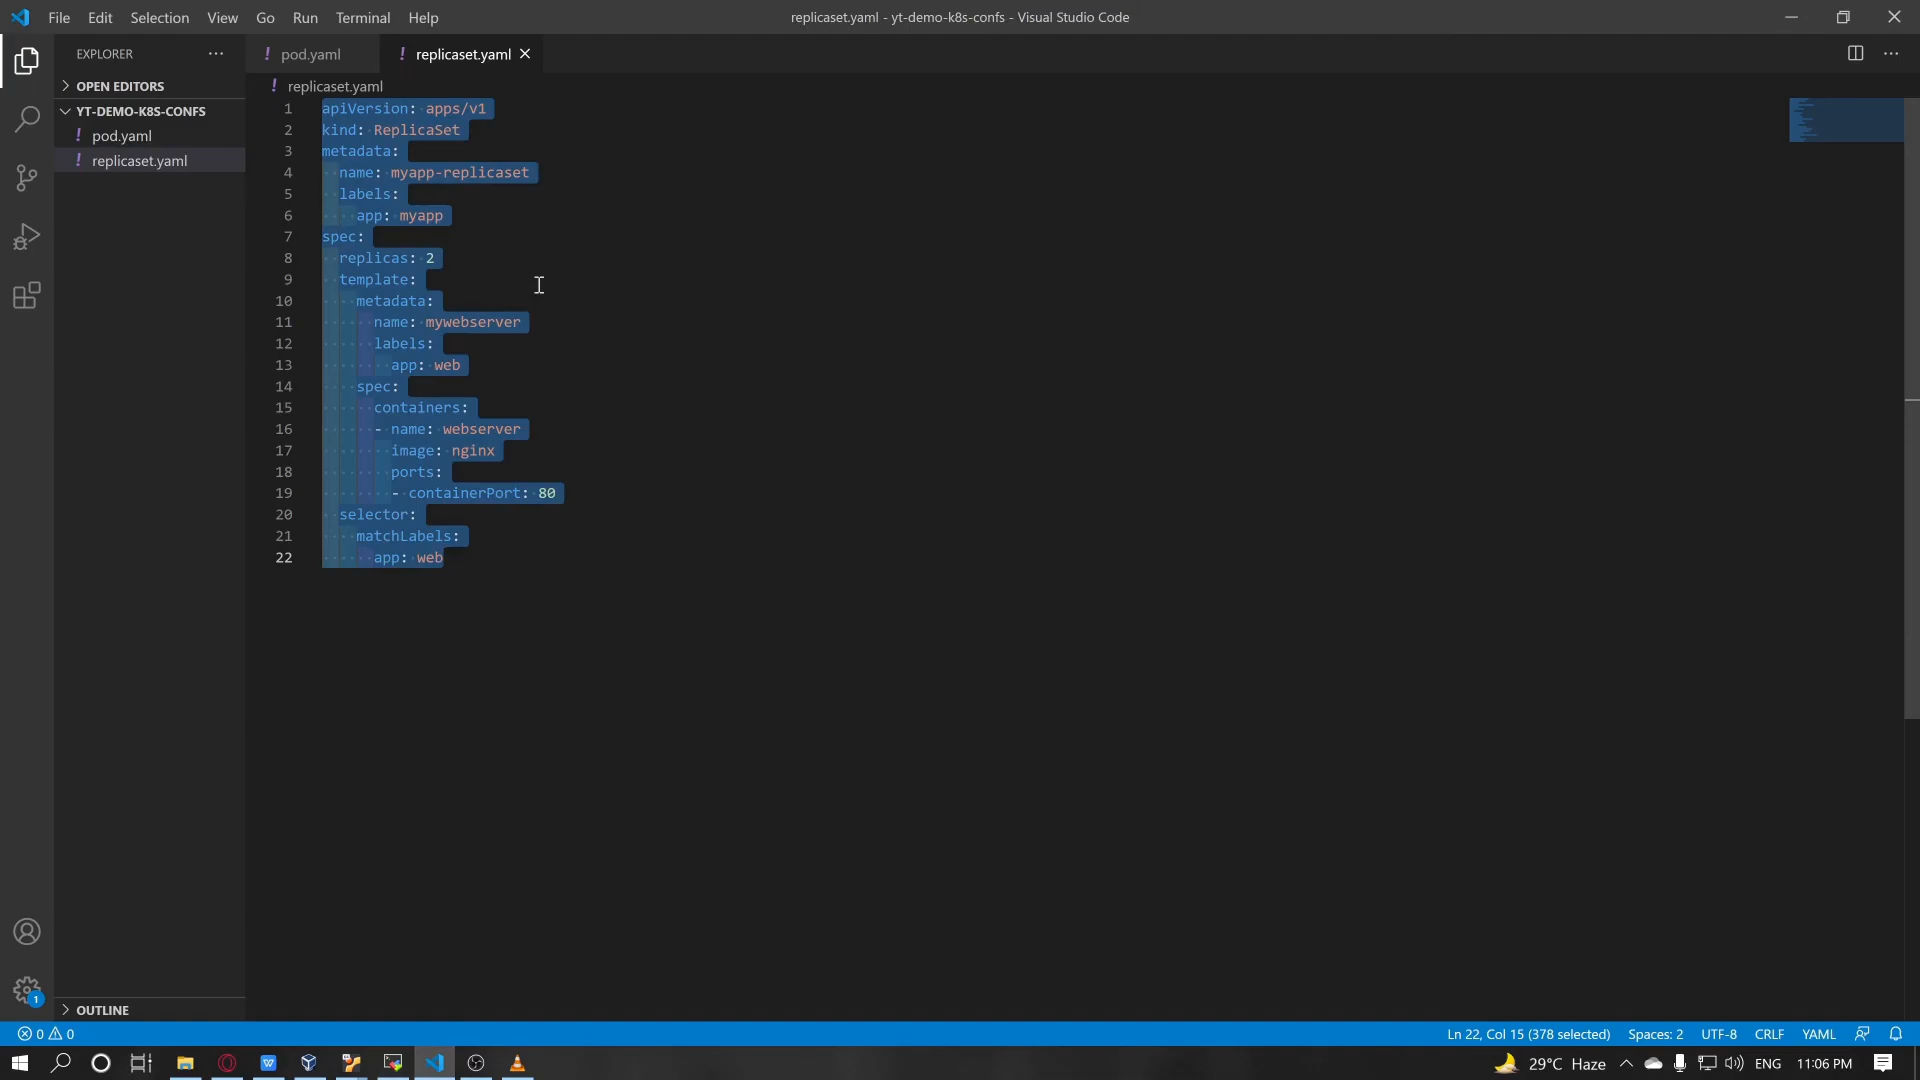 File Edit Selection View Go Run Terminal Help
replicaset.yaml - yt-demo-k8s-confs - Visual Studio Code
EXPLORER
OPEN EDITORS
YT-DEMO-K8S-CONFS
! pod.yaml
! replicaset.yaml
OUTLINE
! pod.yaml ! replicaset.yaml
! replicaset.yaml
1 apiVersion: apps/v1
2 kind: ReplicaSet
3 metadata:
4   name: myapp-replicaset
5   labels:
6     app: myapp
7 spec:
8   replicas: 2
9   template:
10     metadata:
11       name: mywebserver
12       labels:
13         app: web
14     spec:
15       containers:
16       - name: webserver
17         image: nginx
18         ports:
19         - containerPort: 80
20   selector:
21     matchLabels:
22       app: web
1
0 0 Ln 22, Col 15 (378 selected) Spaces: 2 UTF-8 CRLF YAML
29°C Haze ENG 11:06 PM